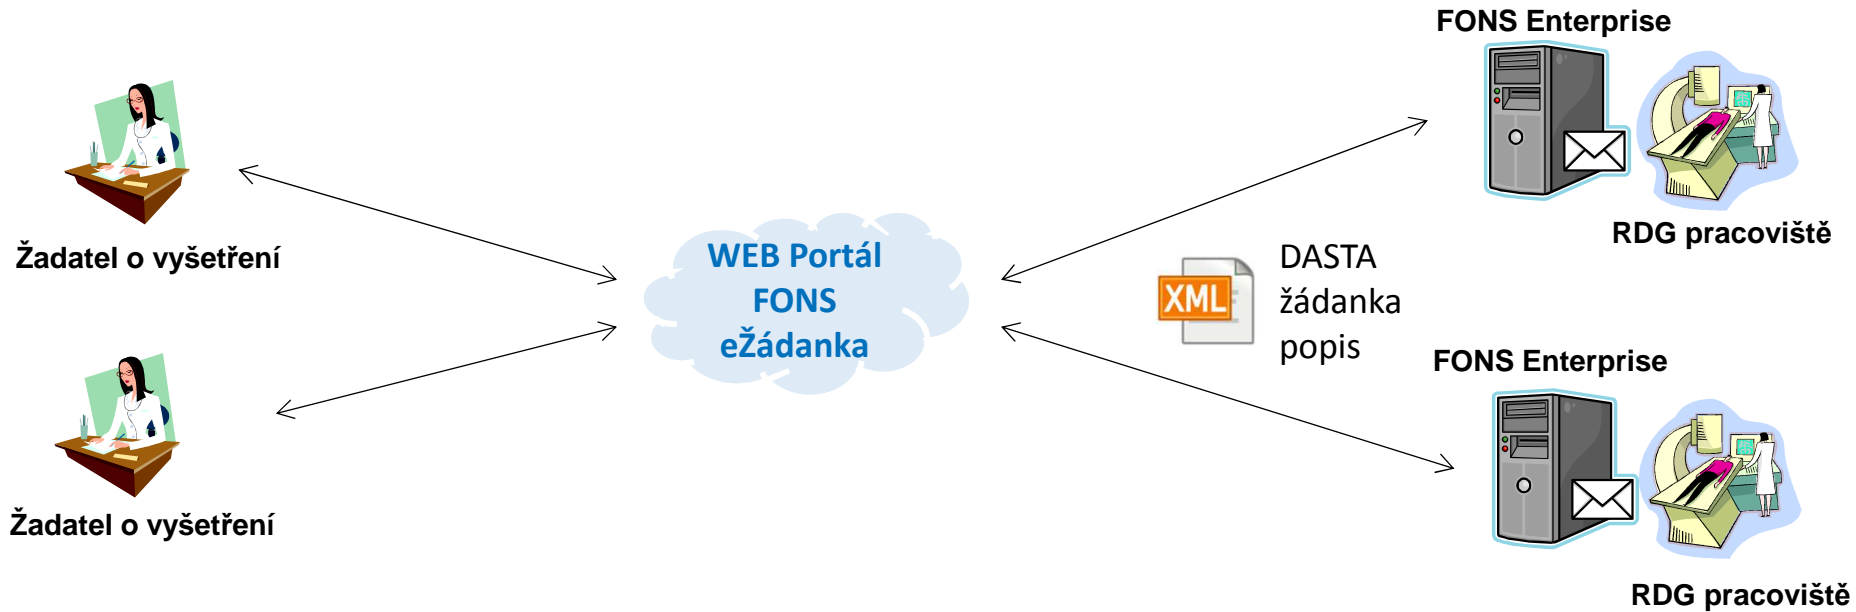 FONS Enterprise
RDG pracoviště
Žadatel o vyšetření
WEB Portál
FONS
eŽádanka
XML
DASTA
žádanka
popis
FONS Enterprise
Žadatel o vyšetření
RDG pracoviště